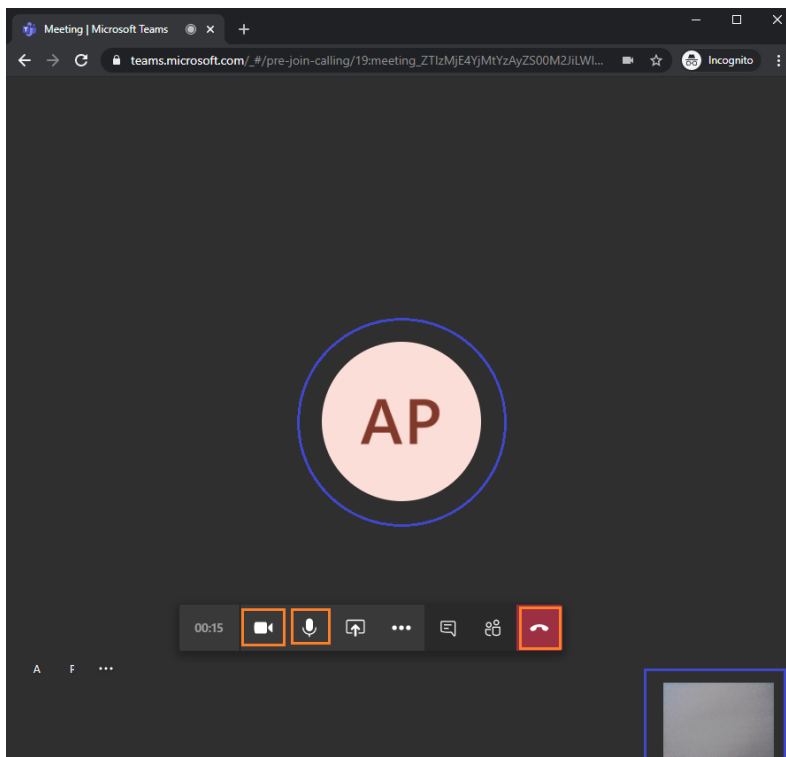 Meeting | Microsoft Teams
teams.microsoft.com/_#/pre-join-calling/19:meeting_ZTIzMjE4YjMtYzAyZS00M2JiLWI...
Incognito
AP
00:15
A